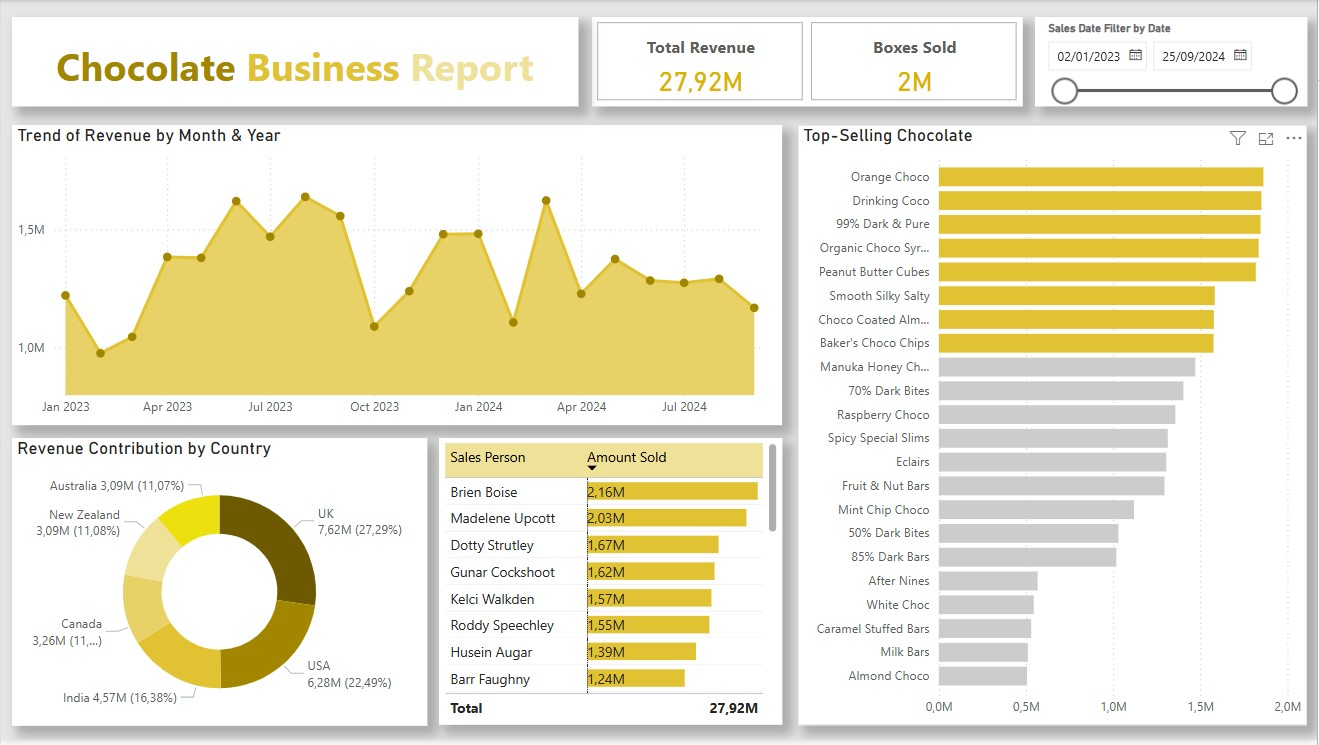 Chocolate Business Report
Total Revenue
27,92M
Boxes Sold
2M
Sales Date Filter by Date
02/01/2023
25/09/2024
Trend of Revenue by Month & Year
1,5M
1,0M
Jan 2023
Apr 2023
Jul 2023
Oct 2023
Jan 2024
Apr 2024
Jul 2024
Top-Selling Chocolate
Orange Choco
Drinking Coco
99% Dark & Pure
Organic Choco Syr...
Peanut Butter Cubes
Smooth Silky Salty
Choco Coated Alm...
Baker's Choco Chips
Manuka Honey Ch...
70% Dark Bites
Raspberry Choco
Spicy Special Slims
Eclairs
Fruit & Nut Bars
Mint Chip Choco
50% Dark Bites
85% Dark Bars
After Nines
White Choc
Caramel Stuffed Bars
Milk Bars
Almond Choco
0,0M
0,5M
1,0M
1,5M
2,0M
Revenue Contribution by Country
Australia 3,09M (11,07%)
New Zealand
3,09M (11,08%)
Canada
3,26M (11,...)
India 4,57M (16,38%)
UK
7,62M (27,29%)
USA
6,28M (22,49%)
Sales Person Amount Sold
Brien Boise 2,16M
Madelene Upcott 2,03M
Dotty Strutley 1,67M
Gunar Cockshoot 1,62M
Kelci Walkden 1,57M
Roddy Speechley 1,55M
Husein Augar 1,39M
Barr Faughny 1,24M
Total 27,92M